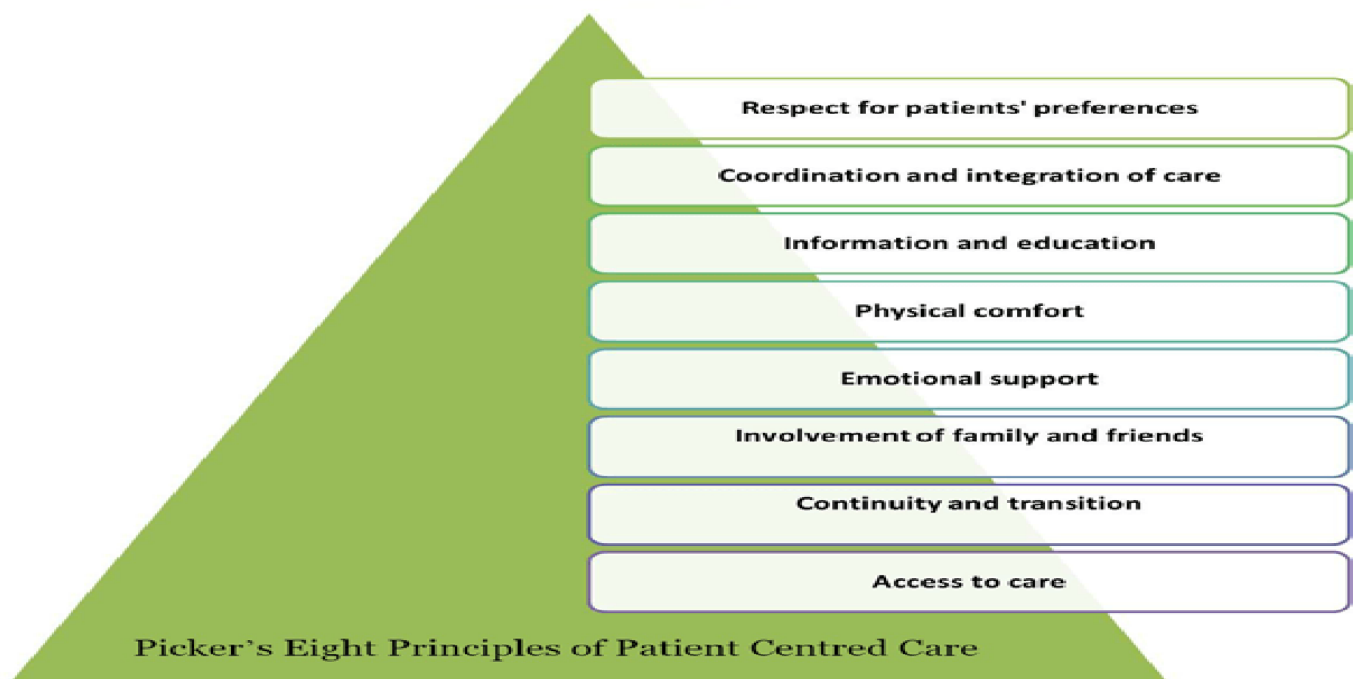 Respect for patients' preferences
Coordination and integration of care
Information and education
Physical comfort
Emotional support
Involvement of family and friends
Continuity and transition
Access to care
Picker’s Eight Principles of Patient Centred Care